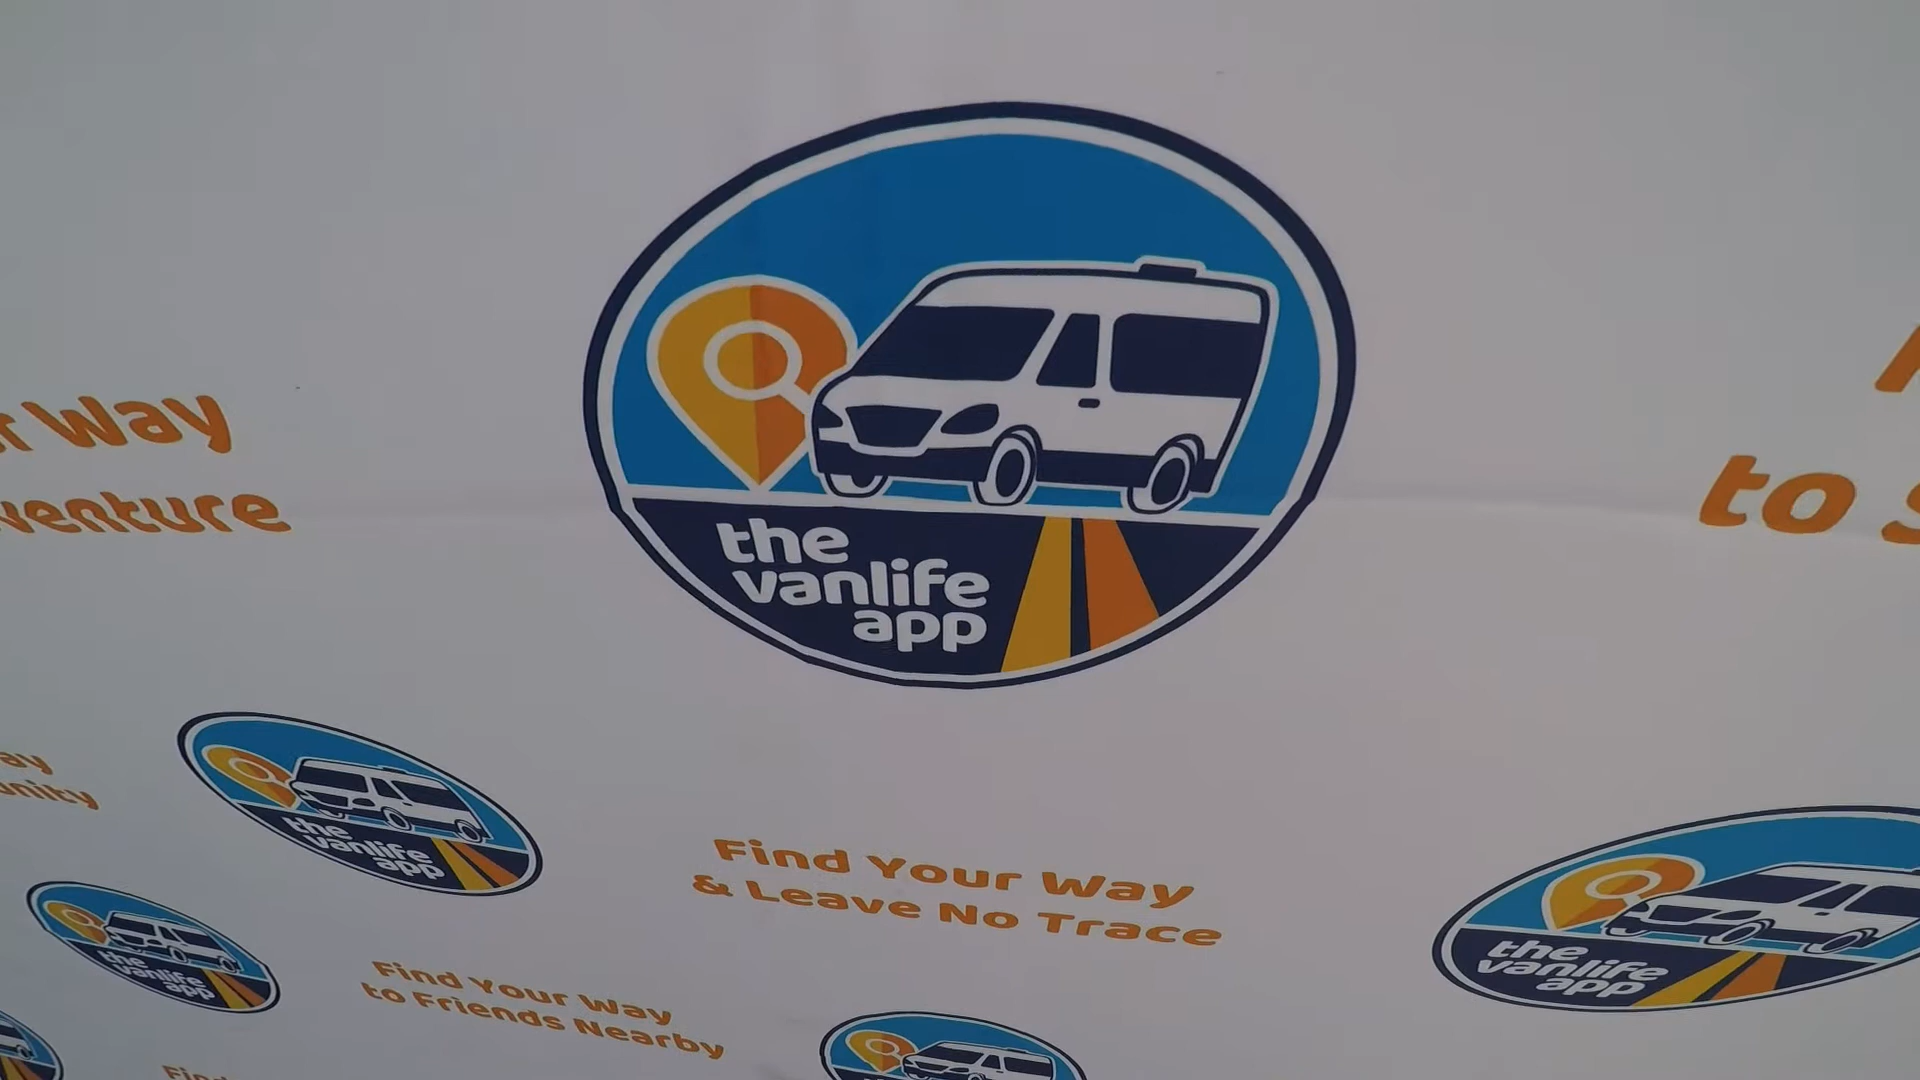 the
vanlife
app
Way
to
the
vanlife
app
Find Your Way
& Leave No Trace
the
vanlife
app
the
vanlife
app
Find Your Way
to Friends Nearby